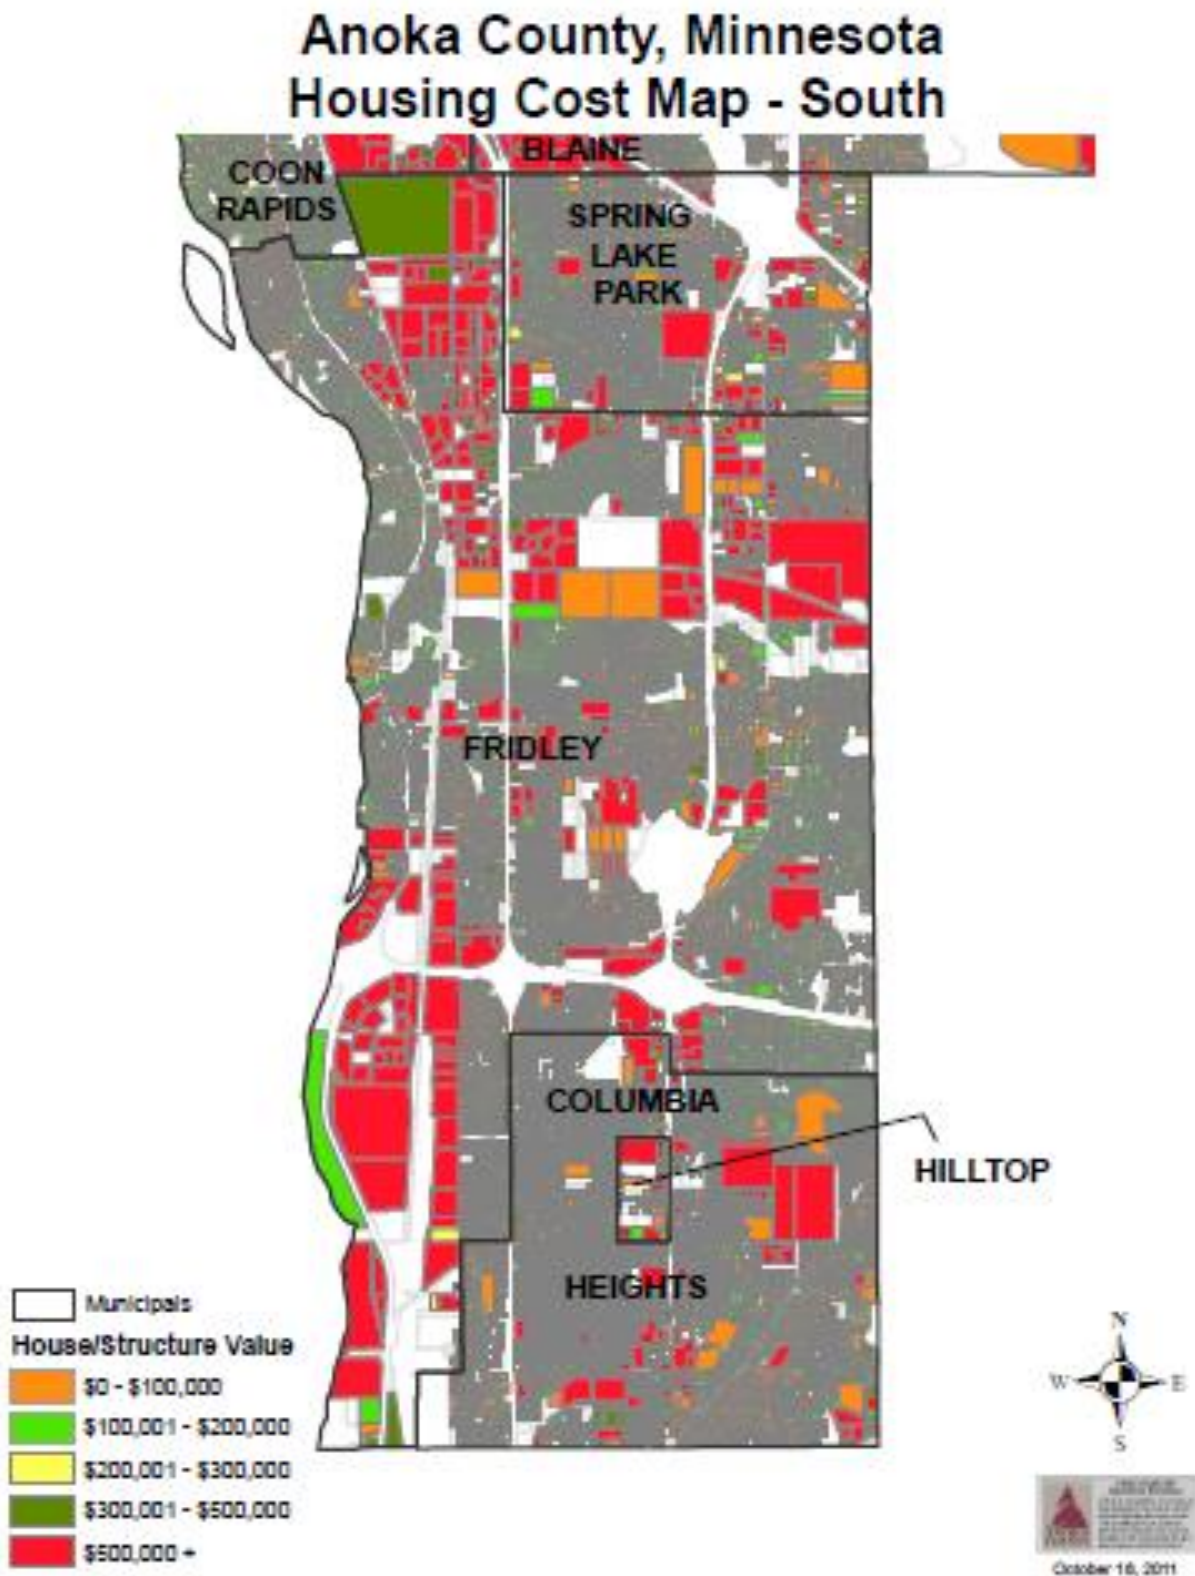 Anoka County, Minnesota
Housing Cost Map - South
BLAINE
COON
RAPIDS
SPRING
LAKE
PARK
FRIDLEY
COLUMBIA
HILLTOP
HEIGHTS
Municipals
House/Structure Value
$0 - $100,000
$100,001 - $200,000
$200,001 - $300,000
$300,001 - $500,000
$500,000 +
N
W
E
S
October 18, 2011